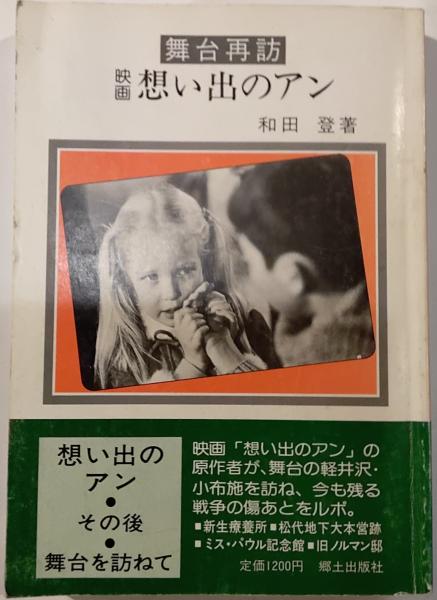 舞台再訪
映画 想い出のアン
和田 登著
想い出の
アン
●
その後
●
舞台を訪ねて
映画「想い出のアン」の
原作者が、舞台の軽井沢・
小布施を訪ね、今も残る
戦争の傷あとをルポ。
■新生療養所■松代地下大本営跡
■ミス・パウル記念館■旧ノルマン邸
定価1200円 郷土出版社